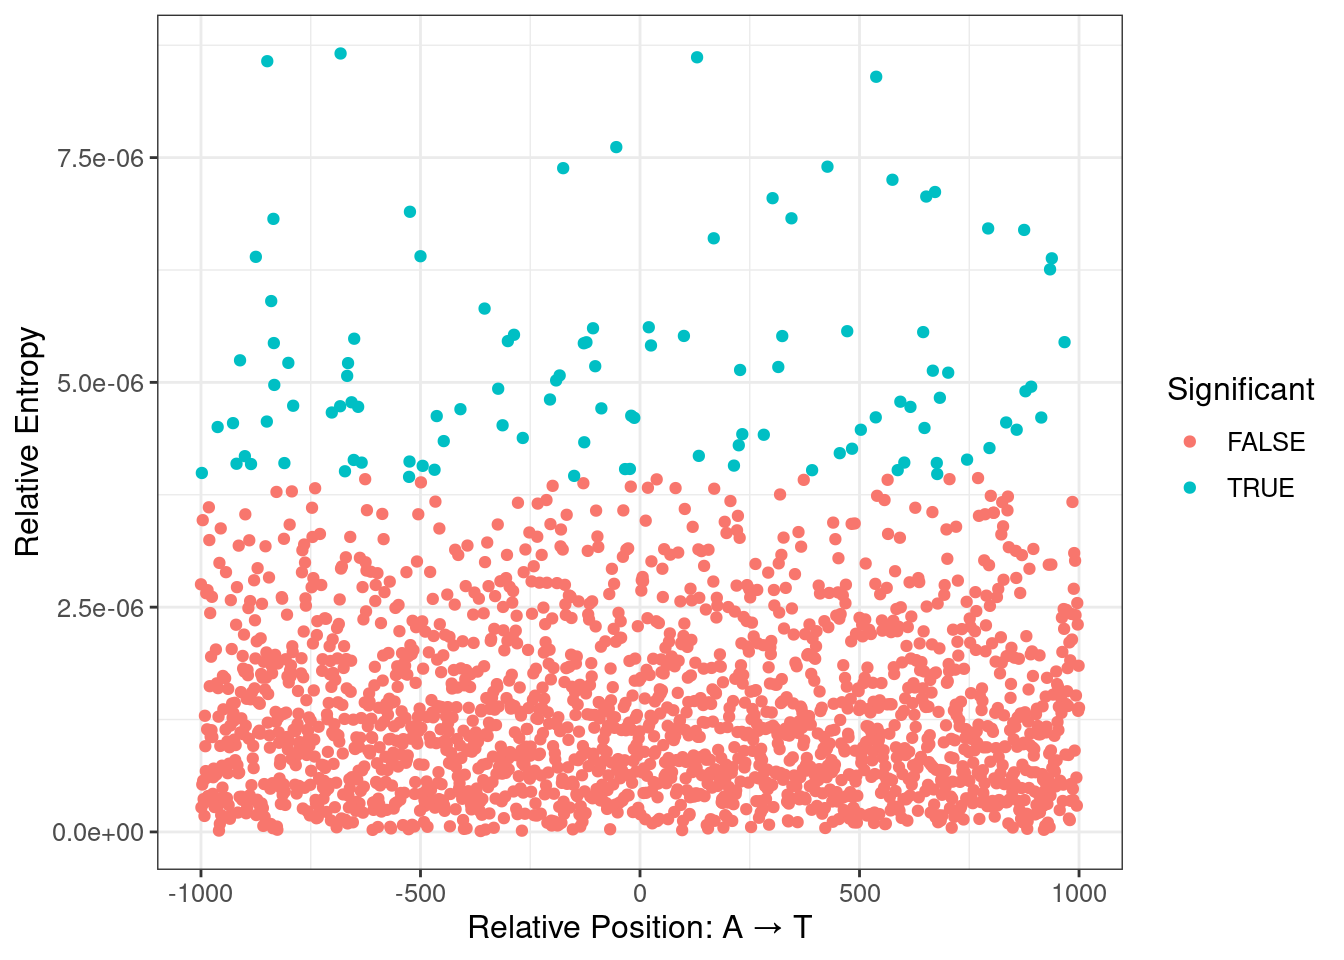 Relative Entropy
7.5e-06
5.0e-06
2.5e-06
0.0e+00
-1000
-500
0
500
1000
Relative Position: A → T
Significant
FALSE
TRUE